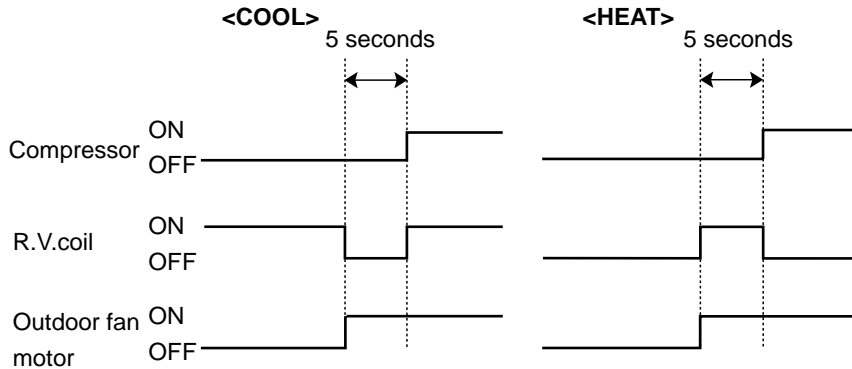 <COOL>
<HEAT>
5 seconds
5 seconds
ON
Compressor
OFF
ON
R.V.coil
OFF
Outdoor fan ON
motor
OFF